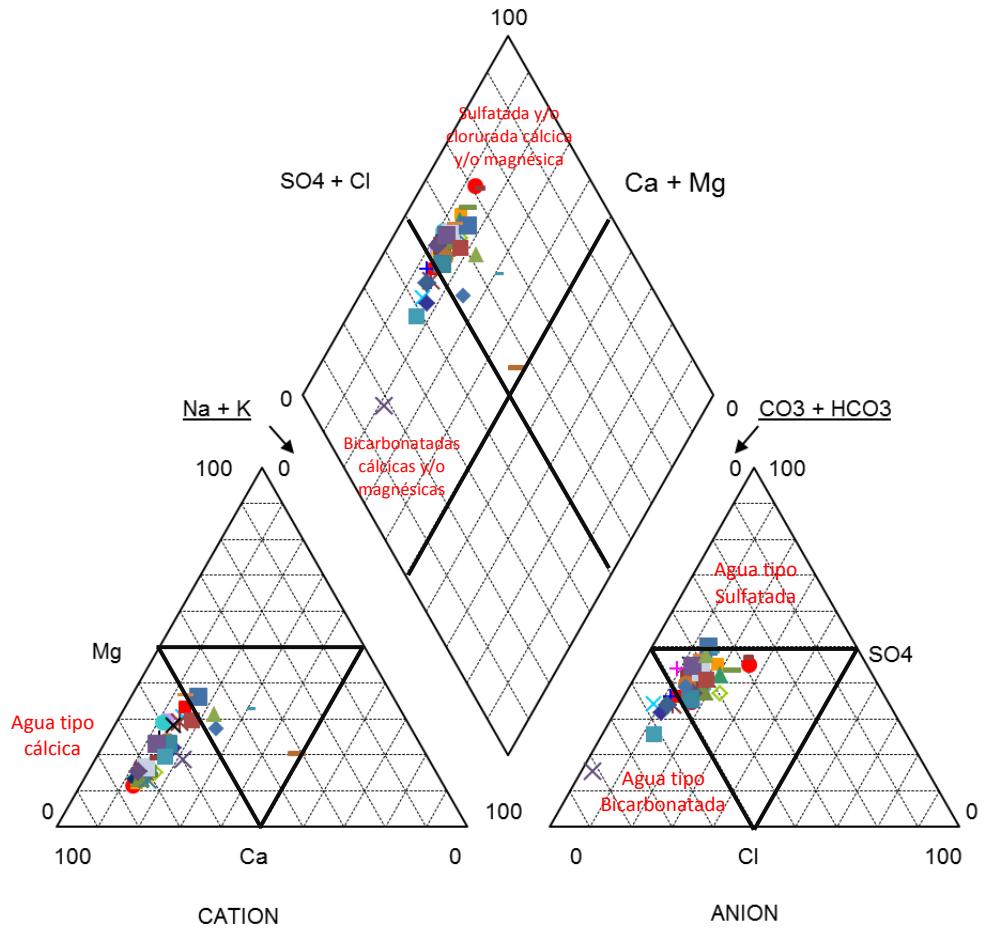 100
Sulfatada y/o
clorurada cálcica
y/o magnésica
SO4 + Cl
Ca + Mg
0
0
Na + K
CO3 + HCO3
Bicarbonatadas
cálcicas y/o
magnésicas
100
0
0
100
Agua tipo
Sulfatada
Mg
SO4
Agua tipo
cálcica
Agua tipo
Bicarbonatada
0
100
0
100
Ca
0
0
Cl
100
CATION
ANION